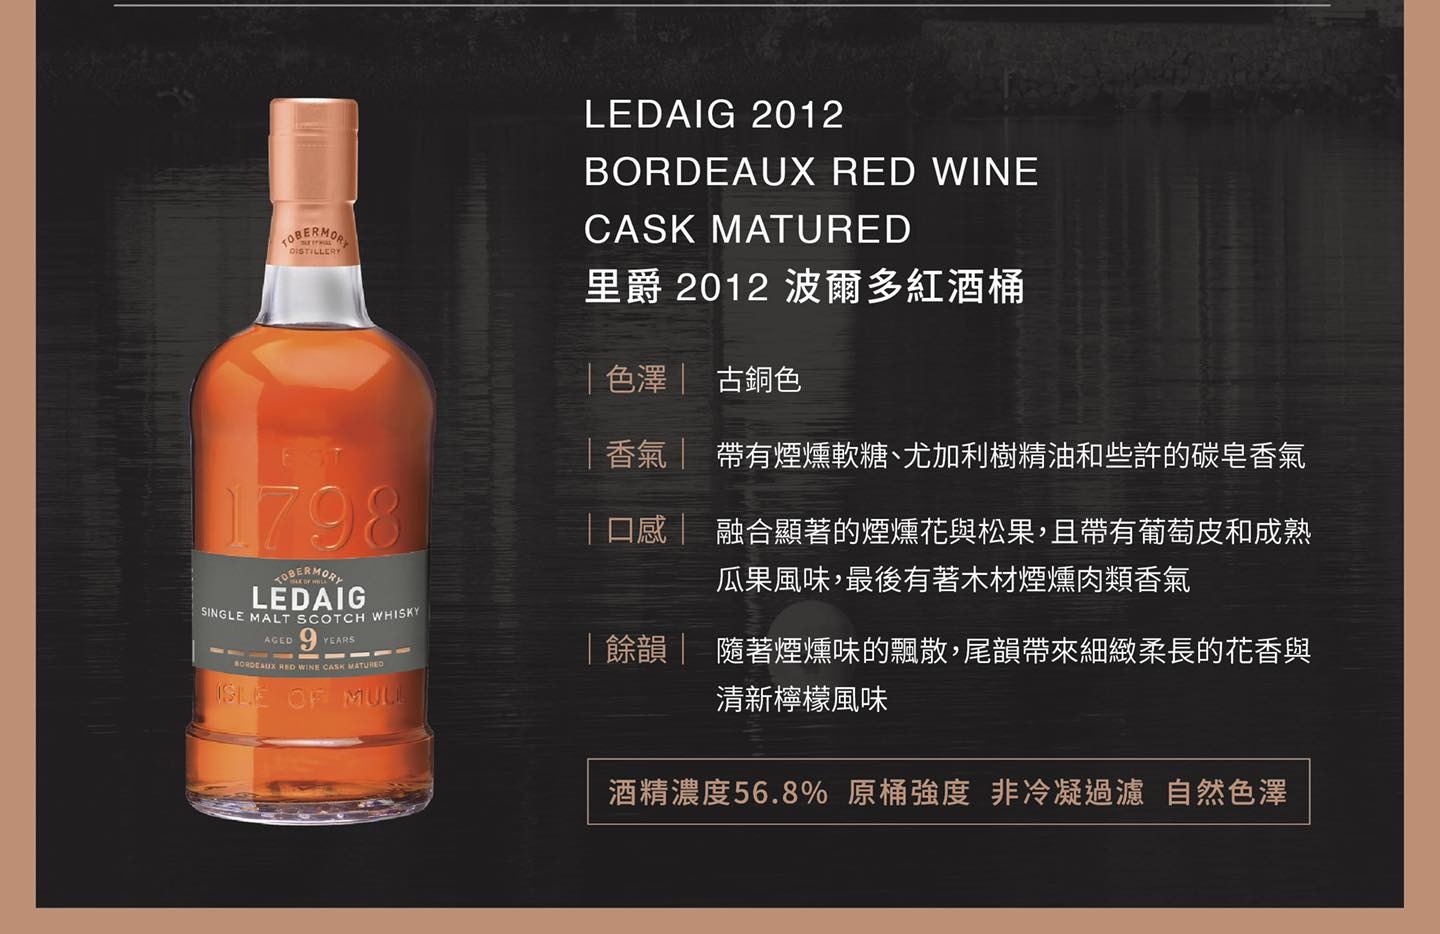 LEDAIG 2012
BORDEAUX RED WINE
CASK MATURED
里爵 2012 波爾多紅酒桶
｜色澤｜ 古銅色
｜香氣｜ 帶有煙燻軟糖、尤加利樹精油和些許的碳皂香氣
｜口感｜ 融合顯著的煙燻花與松果，且帶有葡萄皮和成熟
瓜果風味，最後有著木材煙燻肉類香氣
｜餘韻｜ 隨著煙燻味的飄散，尾韻帶來細緻柔長的花香與
清新檸檬風味
酒精濃度56.8% 原桶強度 非冷凝過濾 自然色澤
TOBERMORY
ISLE OF MULL
DISTILLERY
EST
1798
TOBERMORY
ISLE OF MULL
LEDAIG
SINGLE MALT SCOTCH WHISKY
AGED 9 YEARS
BORDEAUX RED WINE CASK MATURED
ISLE OF MULL